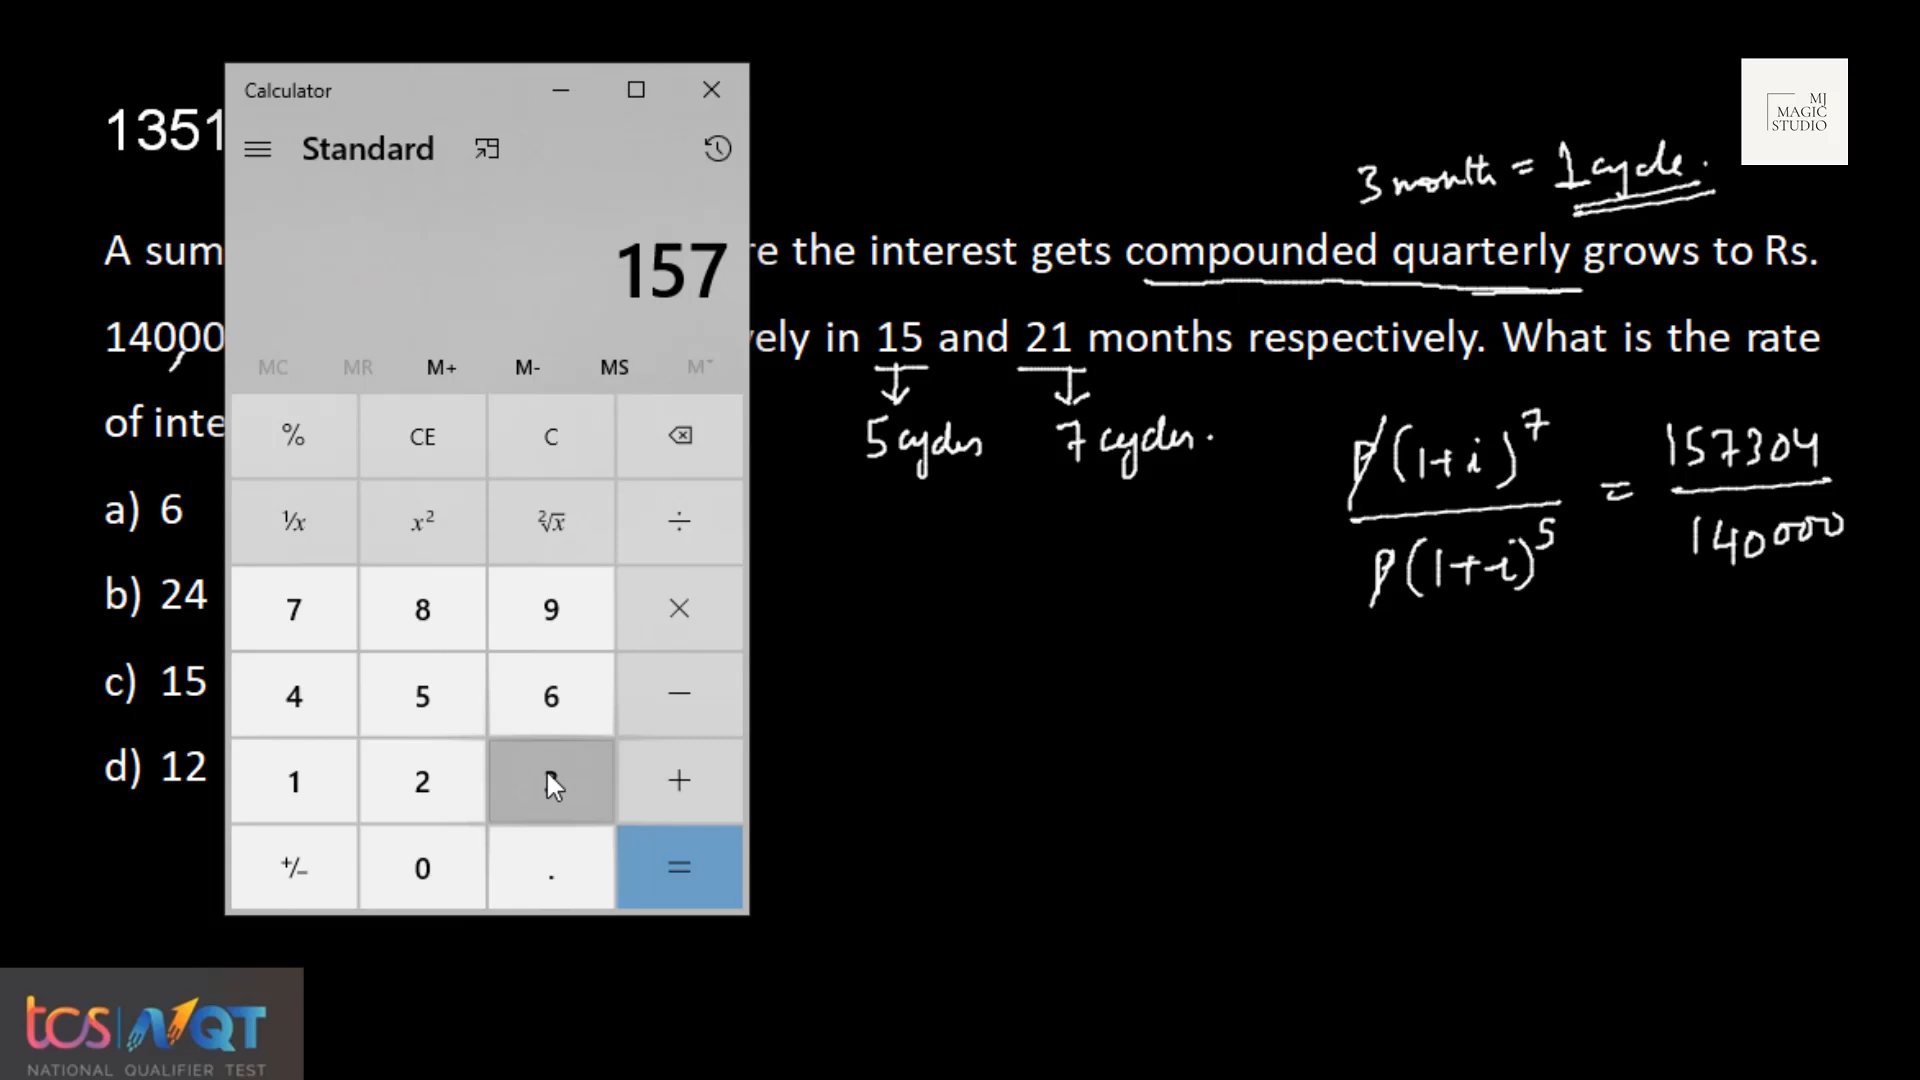 Calculator
1351
Standard
MJ
MAGIC
STUDIO
3 month = 1 cycle.
157
A sum re the interest gets compounded quarterly grows to Rs.
14000 vely in 15 and 21 months respectively. What is the rate
MC MR M+ M- MS M˅
of inte
5 cycles 7 cycles.
P(1+i)^7 / P(1+i)^5 = 157304 / 140000
% CE C
a) 6
¹/x x² ²√x ÷
b) 24
7 8 9 ×
c) 15
4 5 6 −
d) 12
1 2 +
+/− 0 . =
tcs NQT
NATIONAL QUALIFIER TEST